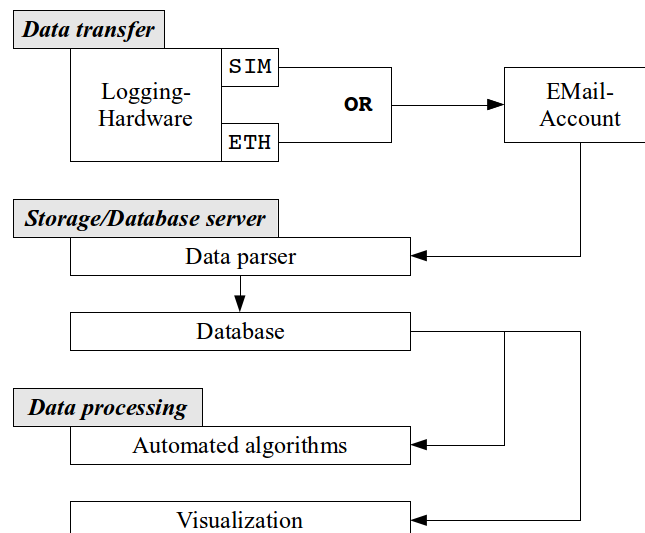 Data transfer
Logging-
Hardware
SIM
ETH
OR
EMail-
Account
Storage/Database server
Data parser
Database
Data processing
Automated algorithms
Visualization